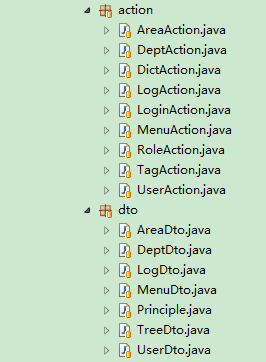 action
AreaAction.java
DeptAction.java
DictAction.java
LogAction.java
LoginAction.java
MenuAction.java
RoleAction.java
TagAction.java
UserAction.java
dto
AreaDto.java
DeptDto.java
LogDto.java
MenuDto.java
Principle.java
TreeDto.java
UserDto.java